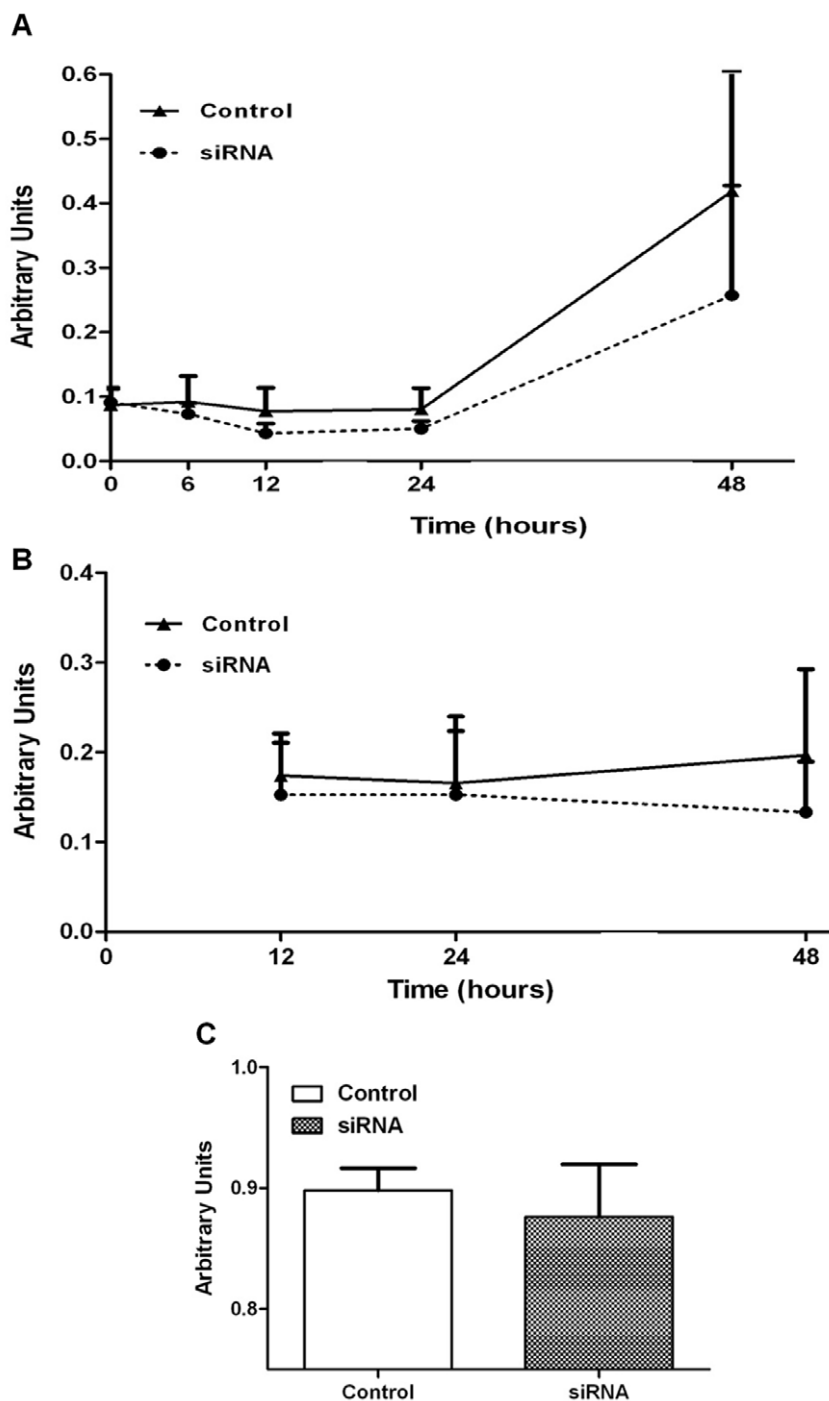 A
Arbitrary Units
0.6
0.5
0.4
0.3
0.2
0.1
0.0
Control
siRNA
0 6 12 24 48
Time (hours)
B
Arbitrary Units
0.4
0.3
0.2
0.1
0.0
Control
siRNA
0 12 24 48
Time (hours)
C
Arbitrary Units
1.0
0.9
0.8
Control
siRNA
Control siRNA